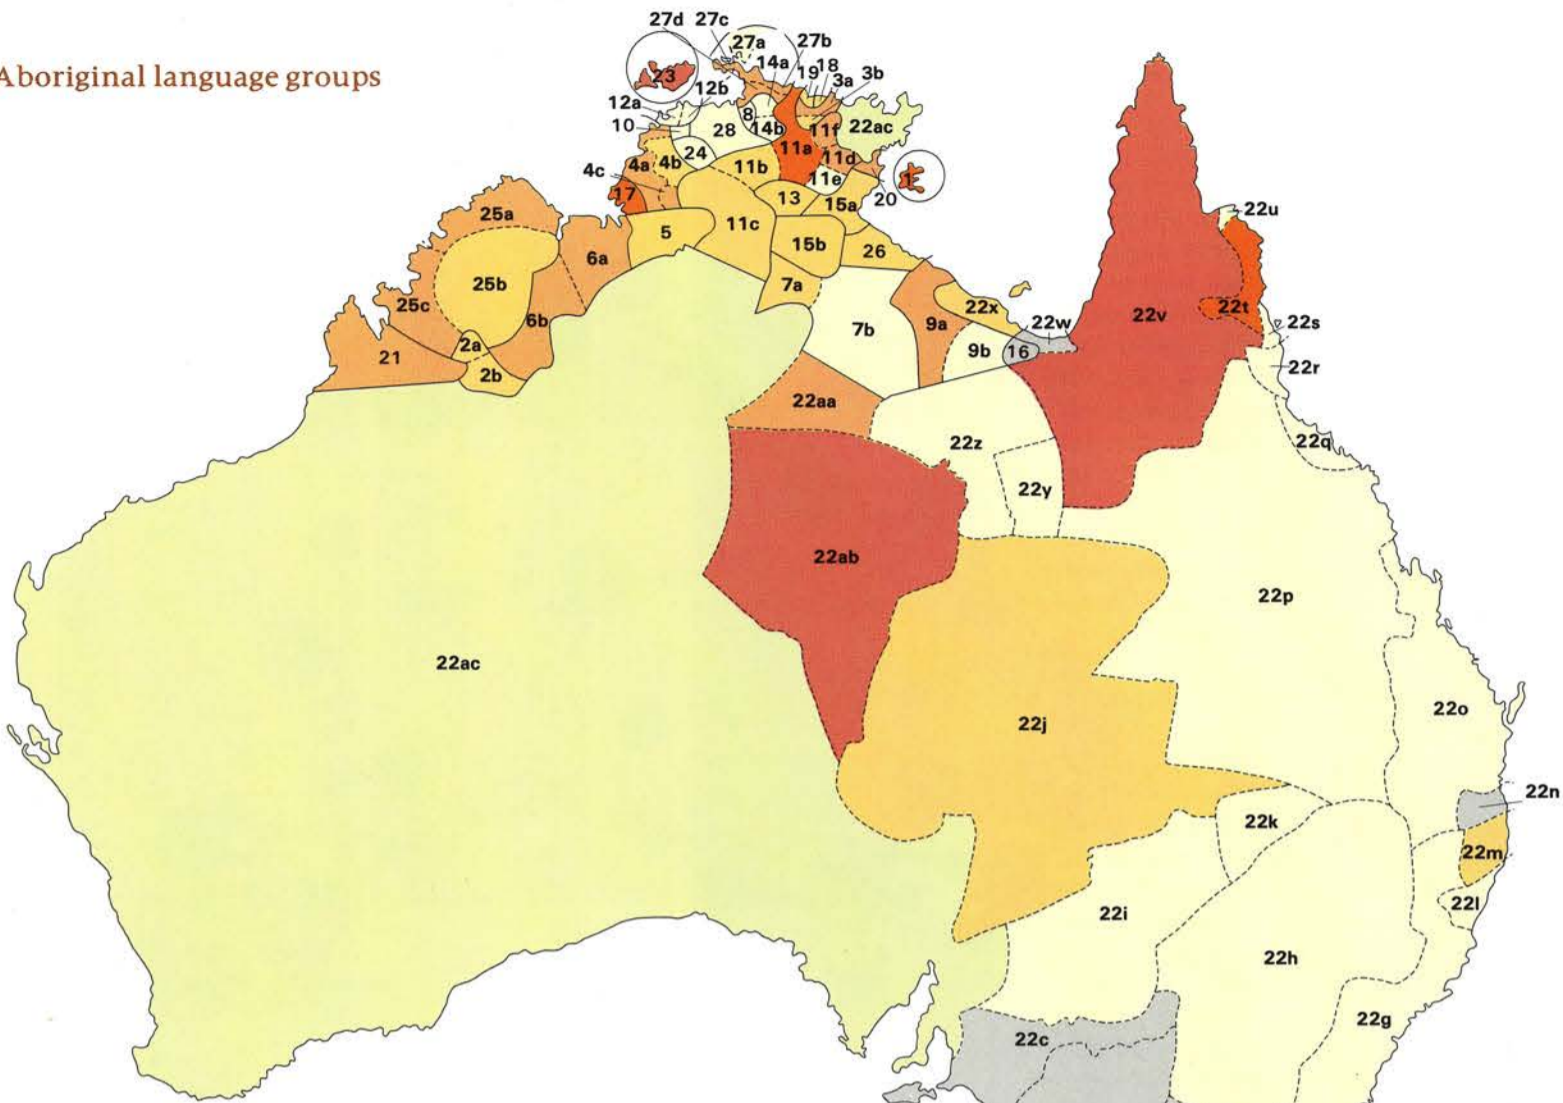 Aboriginal language groups
27d
27c
27a
27b
23
14a
19
18
3a
3b
12b
12a
10
8
28
14b
11f
22ac
24
11a
11d
4a
4b
11b
11e
1
4c
17
13
15a
20
22u
25a
11c
5
15b
26
6a
25b
7a
25c
6b
22x
22t
22v
22w
22s
7b
9a
9b
16
21
2a
2b
22r
22aa
22z
22q
22y
22ab
22p
22ac
22o
22j
22n
22k
22m
22l
22i
22h
22g
22c